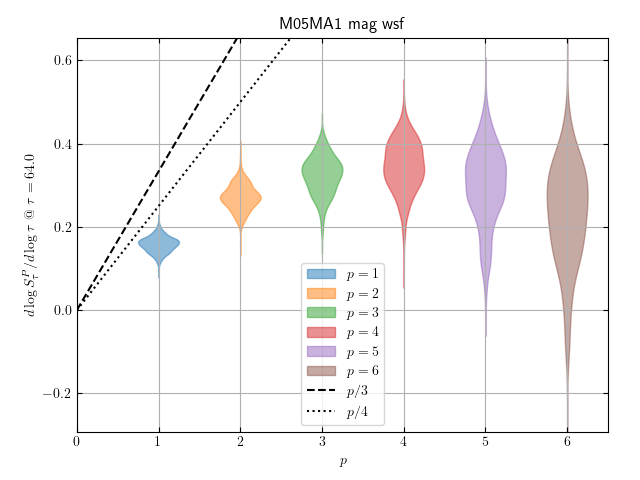 M05MA1 mag wsf
d log S_τ^P / d log τ @ τ = 64.0
0.6
0.4
0.2
0.0
−0.2
p = 1
p = 2
p = 3
p = 4
p = 5
p = 6
p/3
p/4
0 1 2 3 4 5 6
p